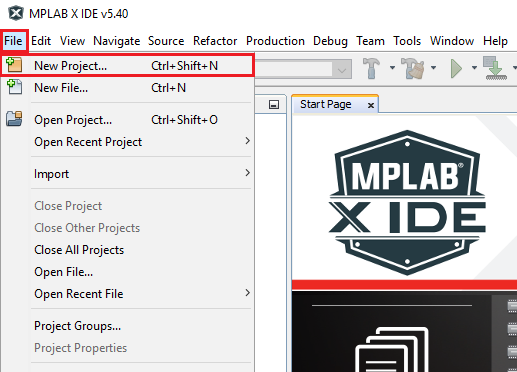 MPLAB X IDE v5.40
File Edit View Navigate Source Refactor Production Debug Team Tools Window Help
New Project... Ctrl+Shift+N
New File... Ctrl+N
Open Project... Ctrl+Shift+O
Open Recent Project
Import
Close Project
Close Other Projects
Close All Projects
Open File...
Open Recent File
Project Groups...
Project Properties
Start Page
MPLAB®
X IDE